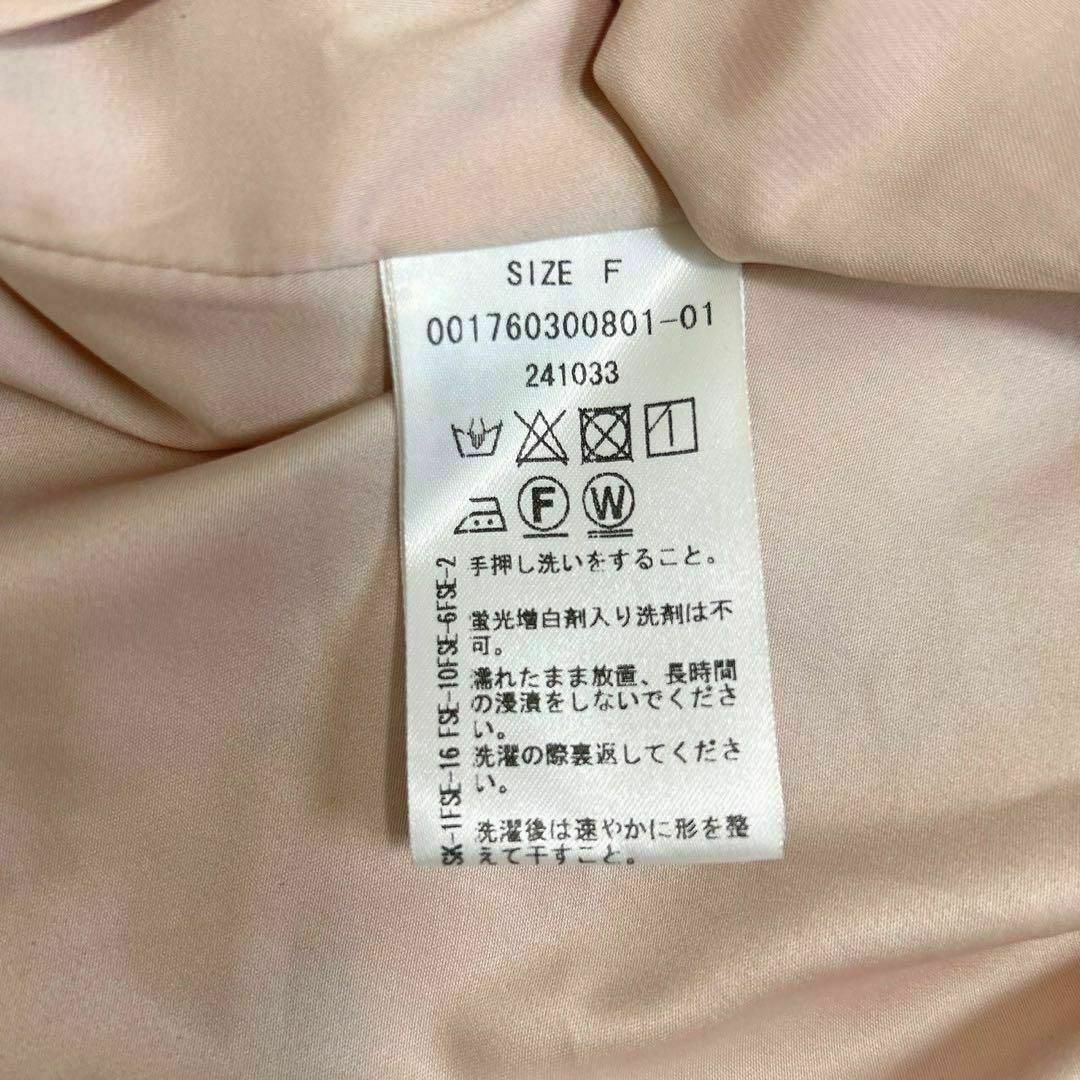 SIZE F
001760300801-01
241033
F W
手押し洗いをすること。
蛍光増白剤入り洗剤は不
可。
濡れたまま放置、長時間
の浸漬をしないでくださ
い。
洗濯の際裏返してくださ
い。
洗濯後は速やかに形を整
えて干すこと。
SK-1FSE-16 FSE-10FSE-6FSE-2